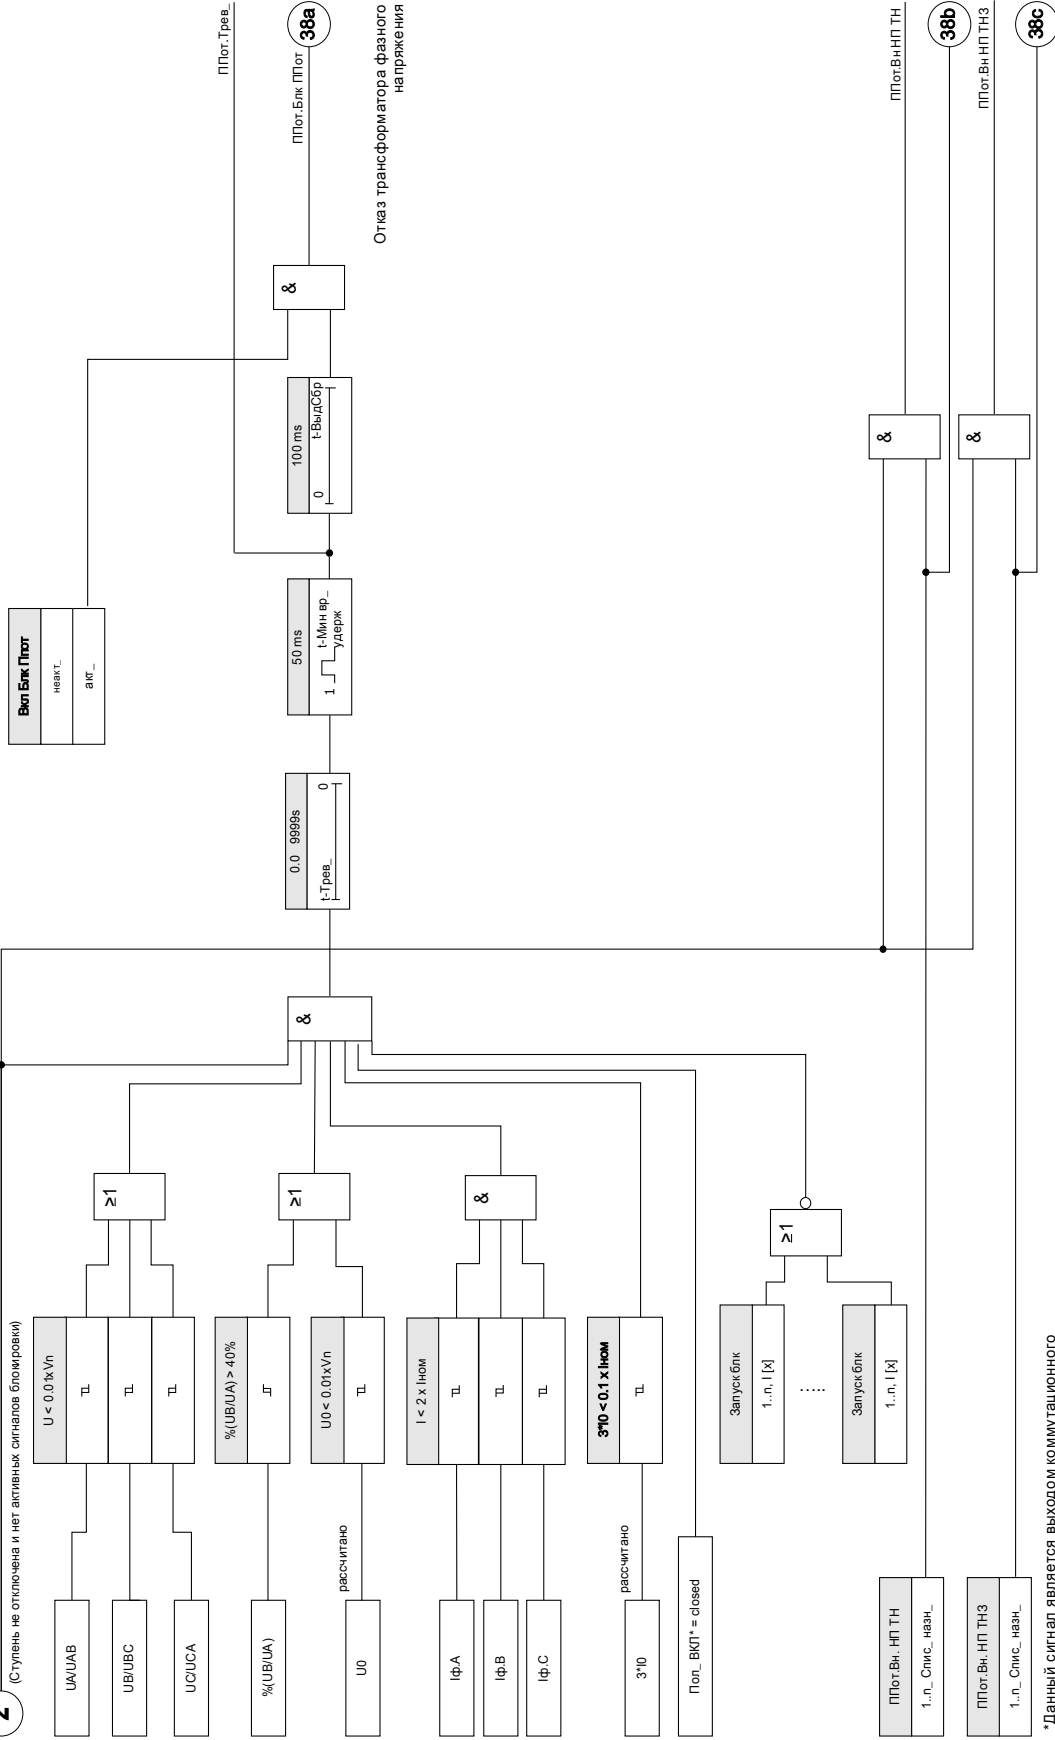 2
(Ступень не отключена и нет активных сигналов блокировки)
UA/UAB
UB/UBC
UC/UCA
U < 0.01xVn
≥1
%(UB/UA)
%(UB/UA) > 40%
U0
рассчитано
U0 < 0.01xVn
≥1
Iф.A
Iф.B
Iф.C
I < 2 x Iном
&
3*I0
рассчитано
3*I0 < 0.1 x Iном
Пол_ ВКЛ* = closed
Запуск блк
1..n, I [x]
.....
Запуск блк
1..n, I [x]
≥1
&
0.0 9999s
t-Трев_
0
50 ms
1
t-Мин вр_
удерж
100 ms
0
t-ВыдСбр
Вкл Блк Ппот
неакт_
акт_
&
ППот.Трев_
ППот.Блк ППот
38a
Отказ трансформатора фазного
напряжения
ППот.Вн. НП ТН
1..n_ Спис_ назн_
&
ППот.Вн НП ТН
38b
ППот.Вн. НП ТНЗ
1..n_ Спис_ назн_
&
ППот.Вн НП ТНЗ
38c
*Данный сигнал является выходом коммутационного